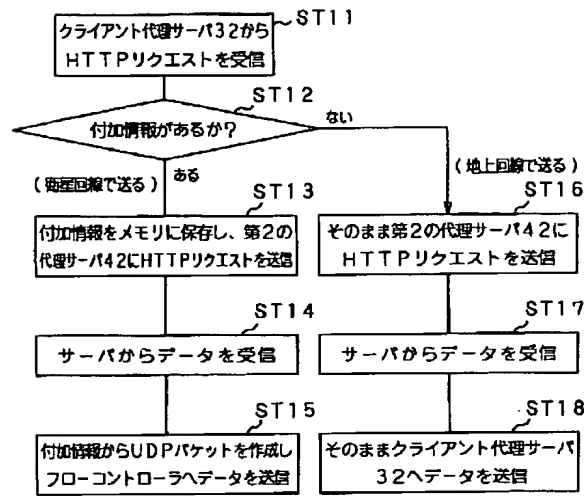 ST11
クライアント代理サーバ32から
HTTPリクエストを受信
ST12
付加情報があるか?
ない
ある
(衛星回線で送る)
(地上回線で送る)
ST13
付加情報をメモリに保存し、第2の
代理サーバ42にHTTPリクエストを送信
ST16
そのまま第2の代理サーバ42に
HTTPリクエストを送信
ST14
サーバからデータを受信
ST17
サーバからデータを受信
ST15
付加情報からUDPパケットを作成し
フローコントローラへデータを送信
ST18
そのままクライアント代理サーバ
32へデータを送信